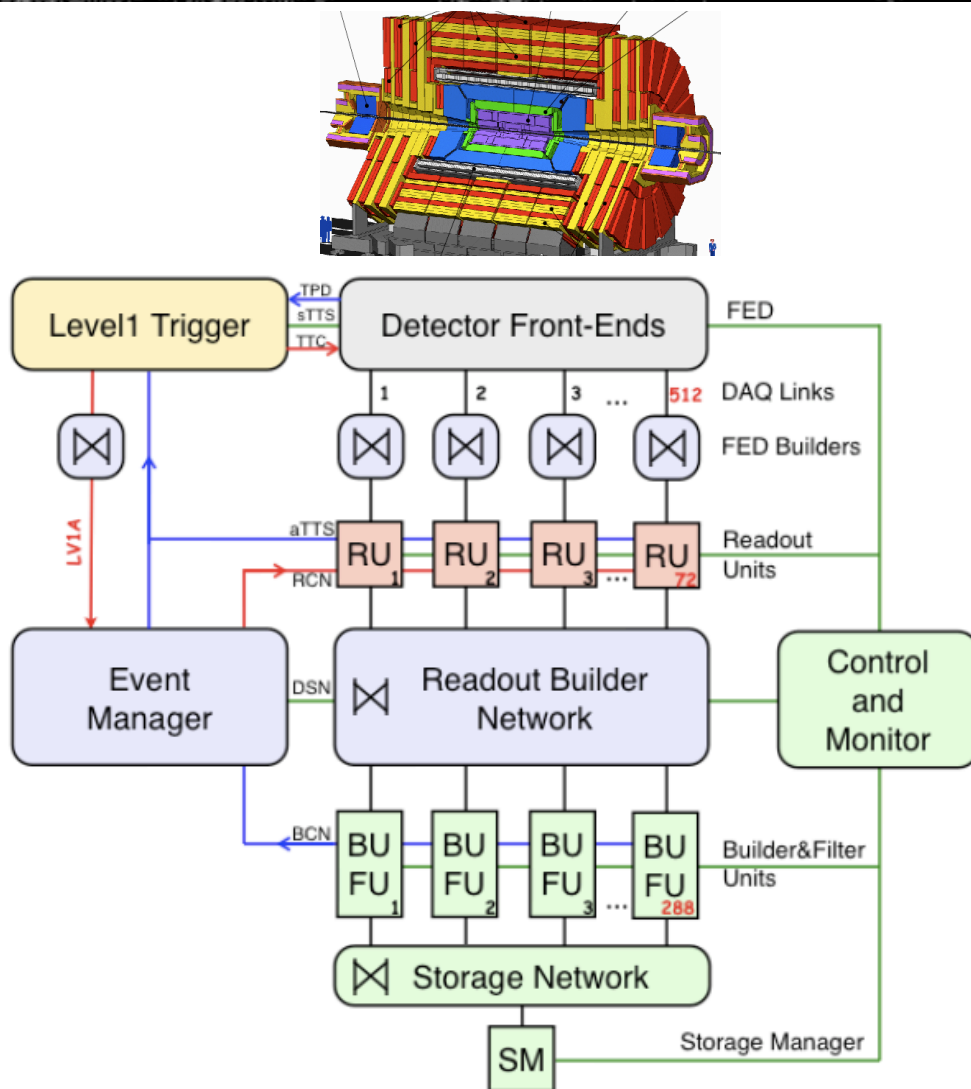 TPD
Level1 Trigger
sTTS
Detector Front-Ends
FED
TTC
1
2
3
...
512
DAQ Links
FED Builders
LV1A
aTTS
RU
1
RU
2
RU
3
...
RU
72
Readout
Units
RCN
Event
Manager
DSN
Readout Builder
Network
Control
and
Monitor
BCN
BU
FU
1
BU
FU
2
BU
FU
3
...
BU
FU
288
Builder&Filter
Units
Storage Network
SM
Storage Manager